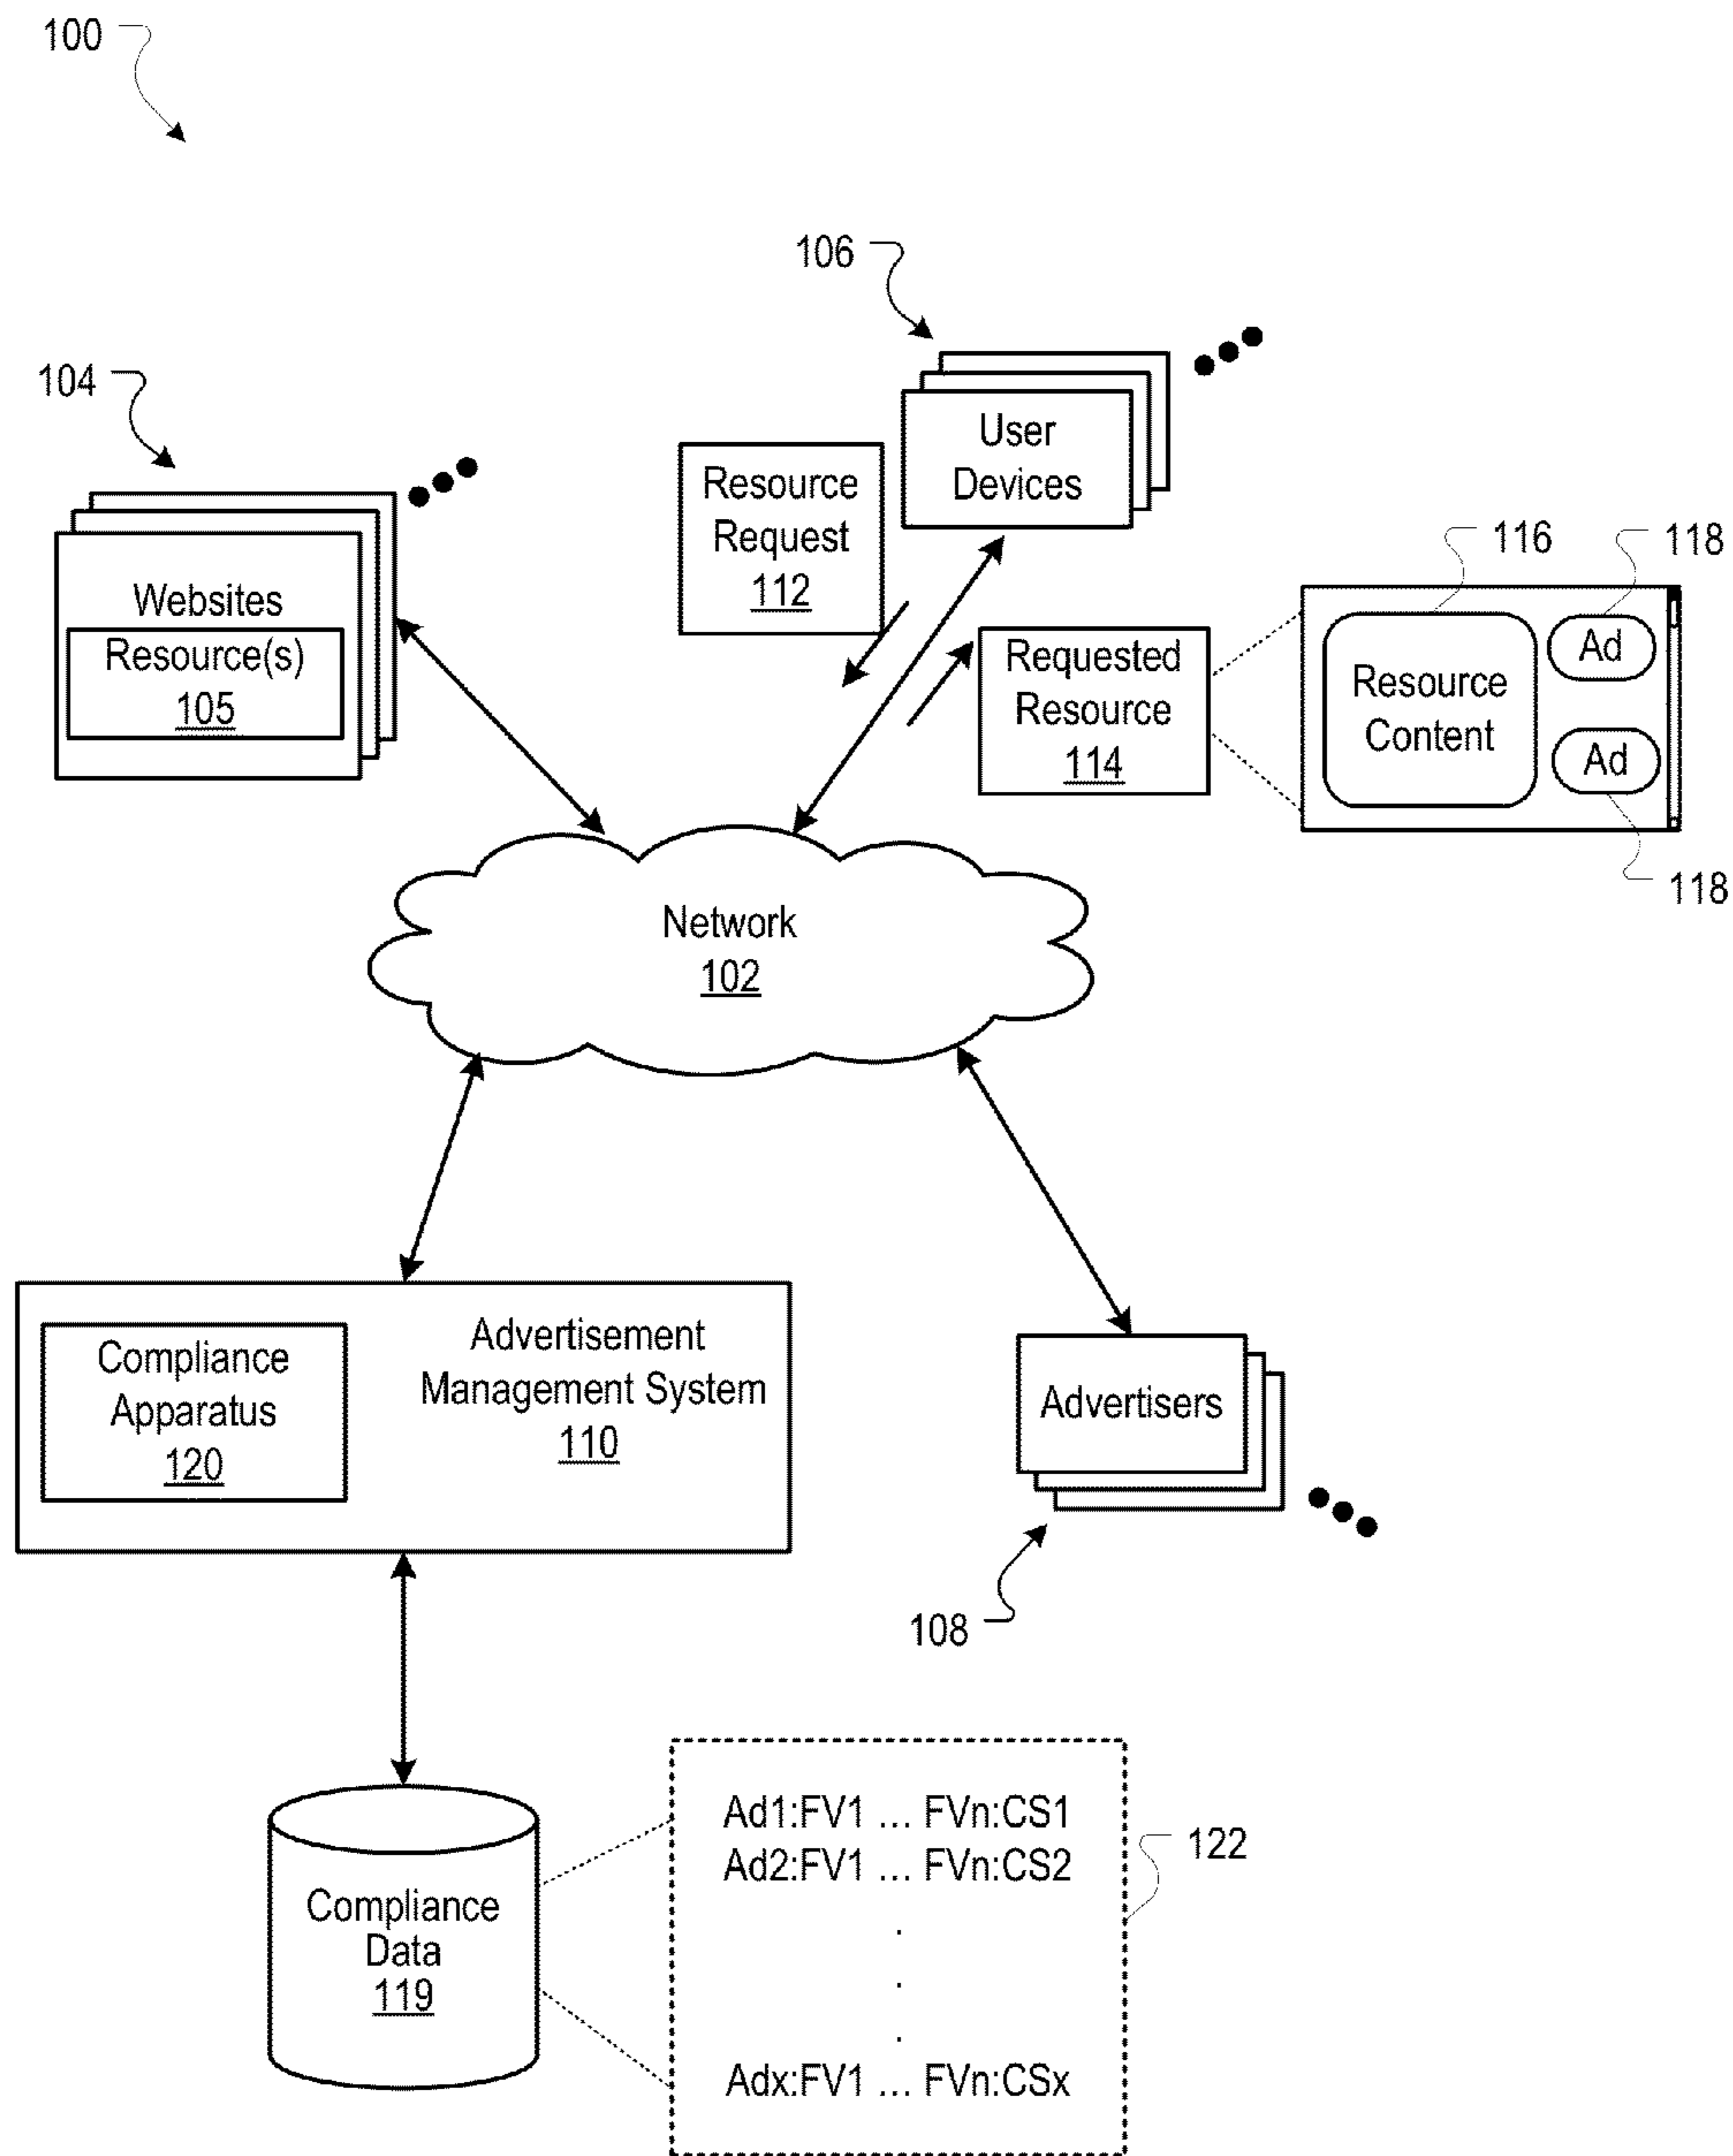 100
106
104
User
Devices
Resource
Request
112
116
118
Websites
Resource(s)
105
Requested
Resource
114
Resource
Content
Ad
Ad
118
Network
102
Compliance
Apparatus
120
Advertisement
Management System
110
Advertisers
108
Compliance
Data
119
Ad1:FV1 ... FVn:CS1
Ad2:FV1 ... FVn:CS2
.
.
.
Adx:FV1 ... FVn:CSx
122